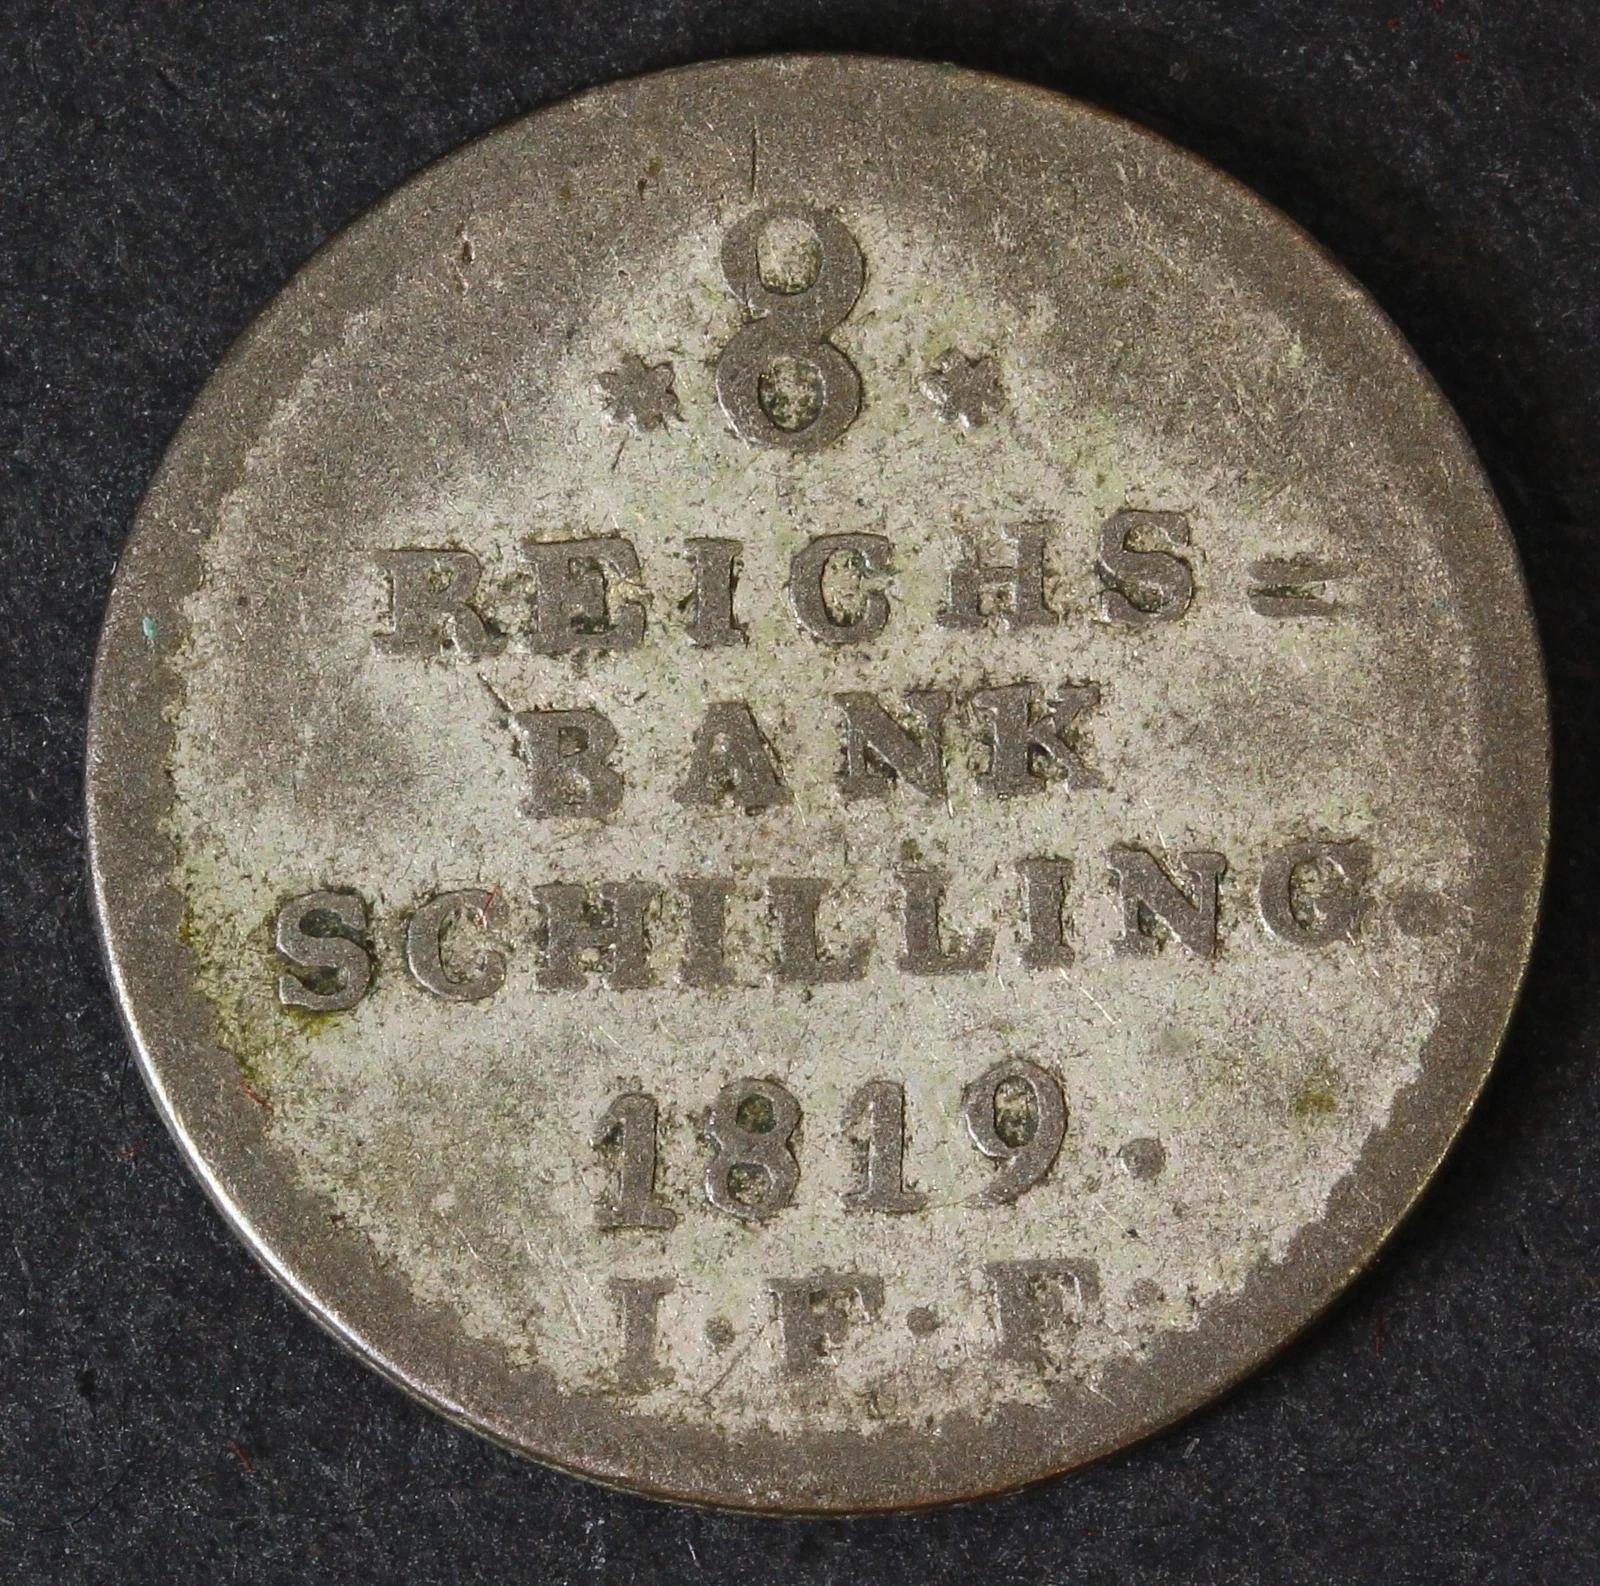 * 8 *
REICHS=
BANK
SCHILLING.
1819.
I.F.F.